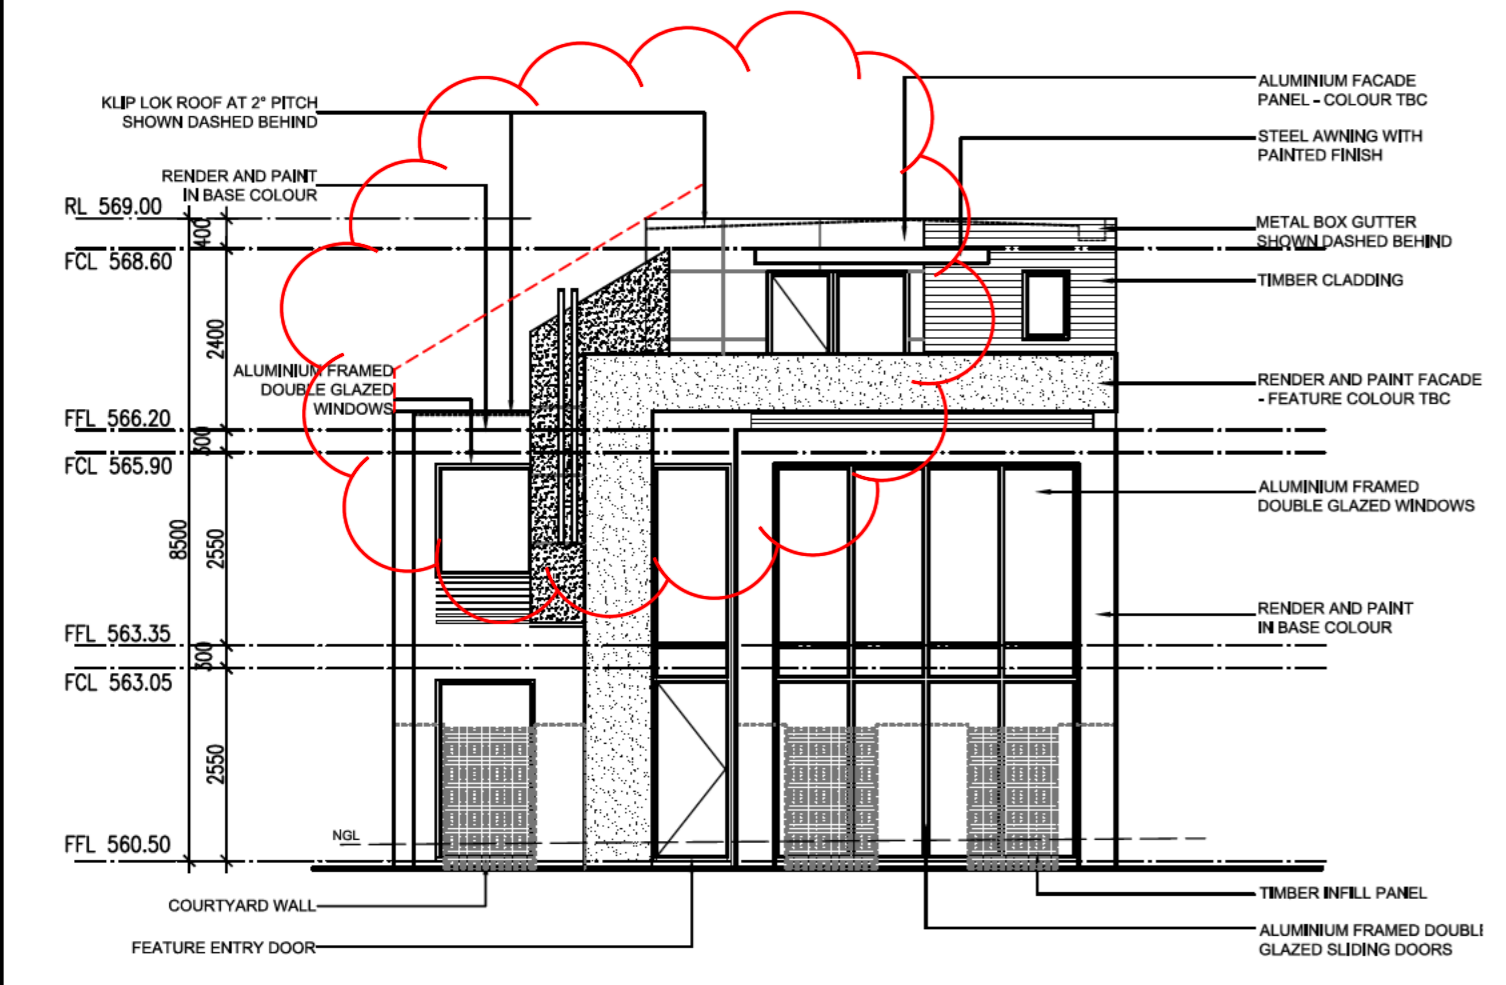 KLIP LOK ROOF AT 2° PITCH
SHOWN DASHED BEHIND
RENDER AND PAINT
IN BASE COLOUR
RL 569.00
400
FCL 568.60
2400
ALUMINIUM FRAMED
DOUBLE GLAZED
WINDOWS
FFL 566.20
300
FCL 565.90
8500
2550
FFL 563.35
300
FCL 563.05
2550
NGL
FFL 560.50
COURTYARD WALL
FEATURE ENTRY DOOR
ALUMINIUM FACADE
PANEL - COLOUR TBC
STEEL AWNING WITH
PAINTED FINISH
METAL BOX GUTTER
SHOWN DASHED BEHIND
TIMBER CLADDING
RENDER AND PAINT FACADE
- FEATURE COLOUR TBC
ALUMINIUM FRAMED
DOUBLE GLAZED WINDOWS
RENDER AND PAINT
IN BASE COLOUR
TIMBER INFILL PANEL
ALUMINIUM FRAMED DOUBLE
GLAZED SLIDING DOORS